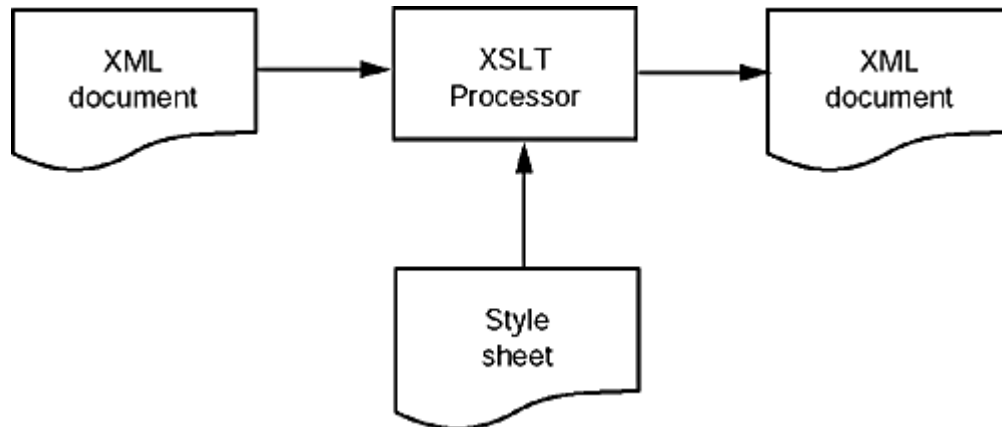 XML
document
XSLT
Processor
XML
document
Style
sheet